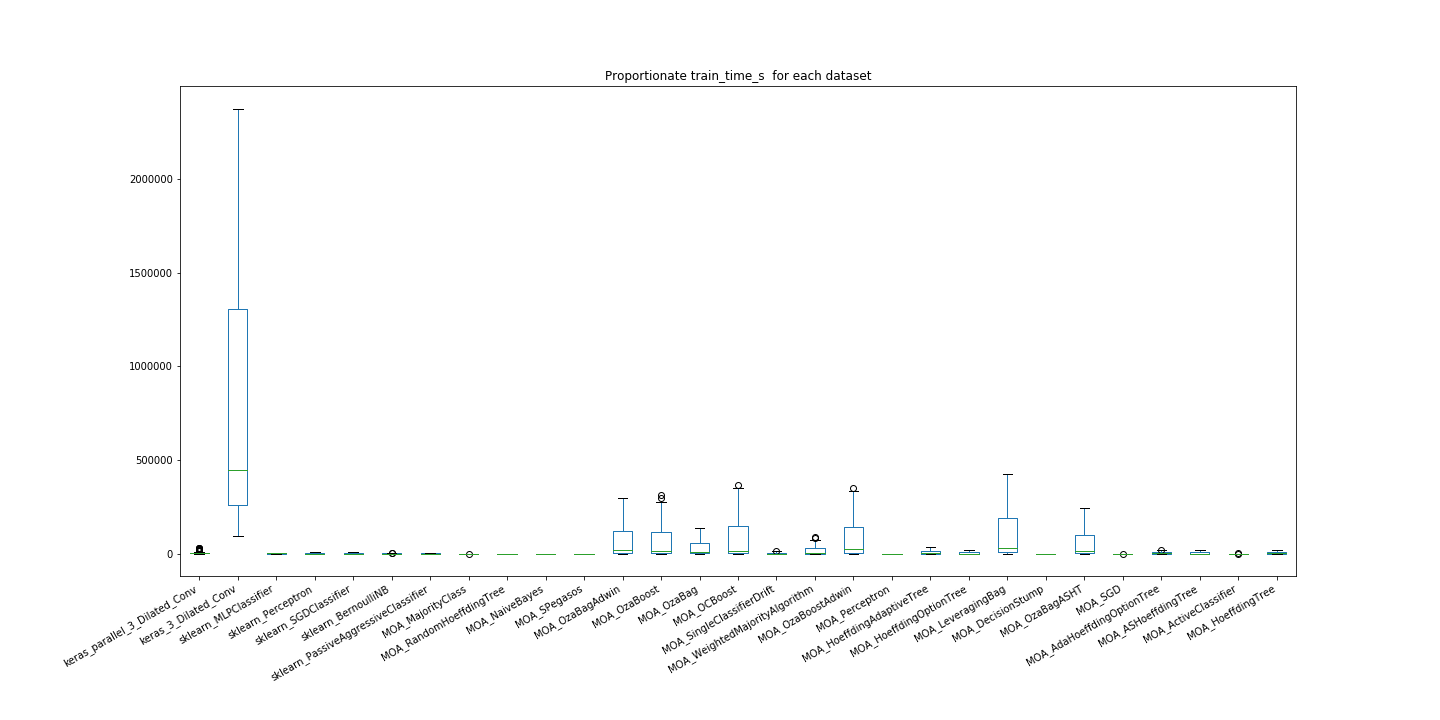 Proportionate train_time_s  for each dataset
2000000
1500000
1000000
500000
0
keras_parallel_3_Dilated_Conv
keras_3_Dilated_Conv
sklearn_MLPClassifier
sklearn_Perceptron
sklearn_SGDClassifier
sklearn_BernoulliNB
sklearn_PassiveAggressiveClassifier
MOA_MajorityClass
MOA_RandomHoeffdingTree
MOA_NaiveBayes
MOA_SPegasos
MOA_OzaBagAdwin
MOA_OzaBoost
MOA_OzaBag
MOA_OCBoost
MOA_SingleClassifierDrift
MOA_WeightedMajorityAlgorithm
MOA_OzaBoostAdwin
MOA_Perceptron
MOA_HoeffdingAdaptiveTree
MOA_HoeffdingOptionTree
MOA_LeveragingBag
MOA_DecisionStump
MOA_OzaBagASHT
MOA_SGD
MOA_AdaHoeffdingOptionTree
MOA_ASHoeffdingTree
MOA_ActiveClassifier
MOA_HoeffdingTree